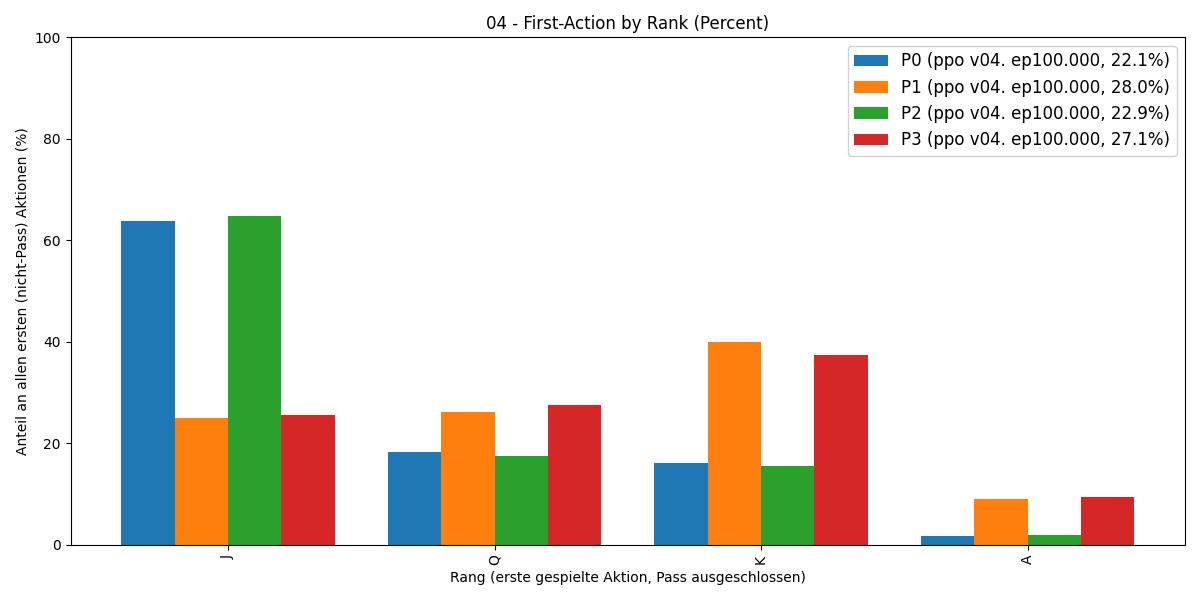 04 - First-Action by Rank (Percent)
Anteil an allen ersten (nicht-Pass) Aktionen (%)
100
80
60
40
20
0
P0 (ppo v04. ep100.000, 22.1%)
P1 (ppo v04. ep100.000, 28.0%)
P2 (ppo v04. ep100.000, 22.9%)
P3 (ppo v04. ep100.000, 27.1%)
J
Q
K
A
Rang (erste gespielte Aktion, Pass ausgeschlossen)